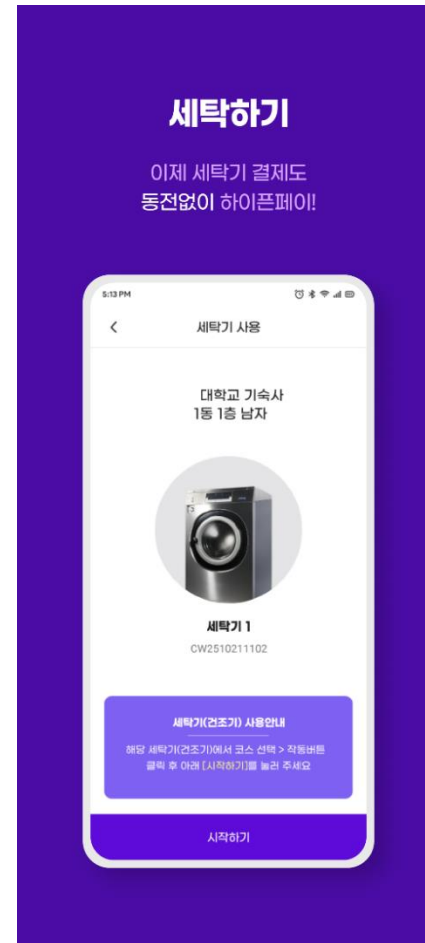 세탁하기
이제 세탁기 결제도
동전없이 하이픈페이!
5:13 PM
세탁기 사용
대학교 기숙사
1동 1층 남자
세탁기 1
CW2510211102
세탁기(건조기) 사용안내
해당 세탁기(건조기)에서 코스 선택 > 작동버튼
클릭 후 아래 [시작하기]를 눌러 주세요
시작하기